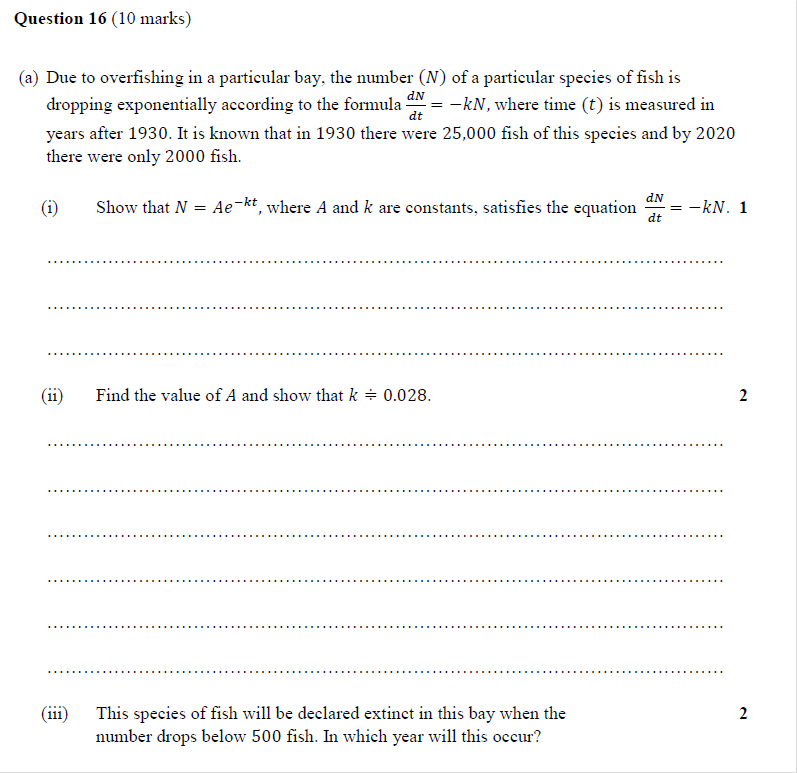 Question 16 (10 marks)
(a) Due to overfishing in a particular bay, the number (N) of a particular species of fish is
dropping exponentially according to the formula dN/dt = −kN, where time (t) is measured in
years after 1930. It is known that in 1930 there were 25,000 fish of this species and by 2020
there were only 2000 fish.
(i) Show that N = Ae^−kt, where A and k are constants, satisfies the equation dN/dt = −kN. 1
(ii) Find the value of A and show that k ≑ 0.028. 2
(iii) This species of fish will be declared extinct in this bay when the 2
number drops below 500 fish. In which year will this occur?